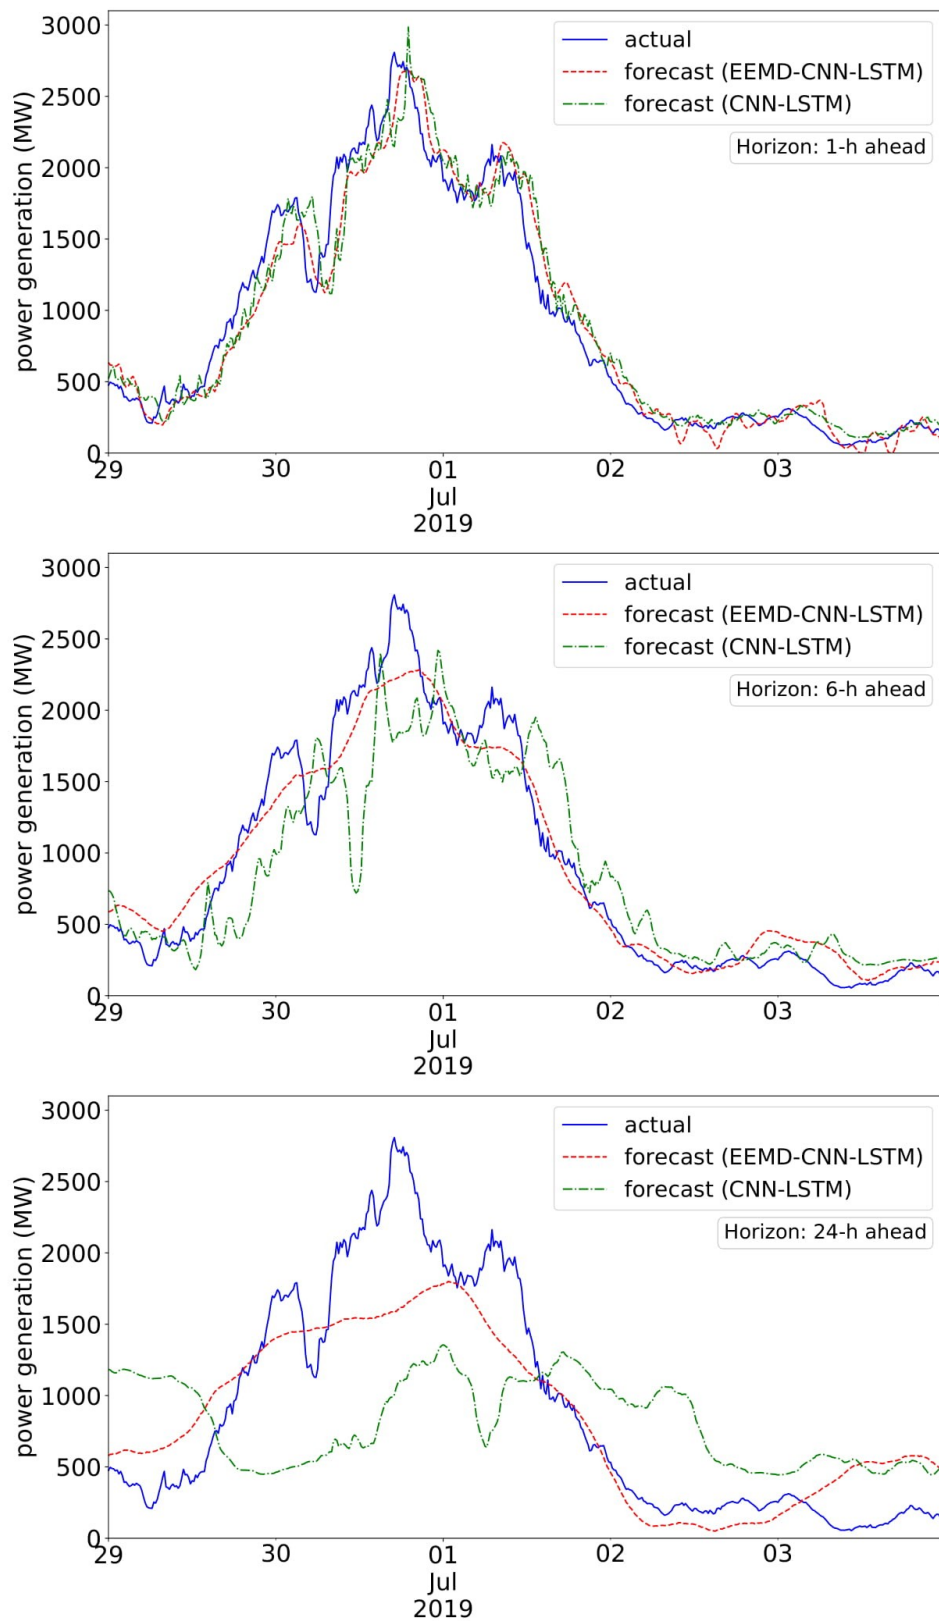 3000
2500
2000
1500
1000
500
0
power generation (MW)
actual
forecast (EEMD-CNN-LSTM)
forecast (CNN-LSTM)
Horizon: 1-h ahead
29
30
01
02
03
Jul
2019
3000
2500
2000
1500
1000
500
0
power generation (MW)
actual
forecast (EEMD-CNN-LSTM)
forecast (CNN-LSTM)
Horizon: 6-h ahead
29
30
01
02
03
Jul
2019
3000
2500
2000
1500
1000
500
0
power generation (MW)
actual
forecast (EEMD-CNN-LSTM)
forecast (CNN-LSTM)
Horizon: 24-h ahead
29
30
01
02
03
Jul
2019